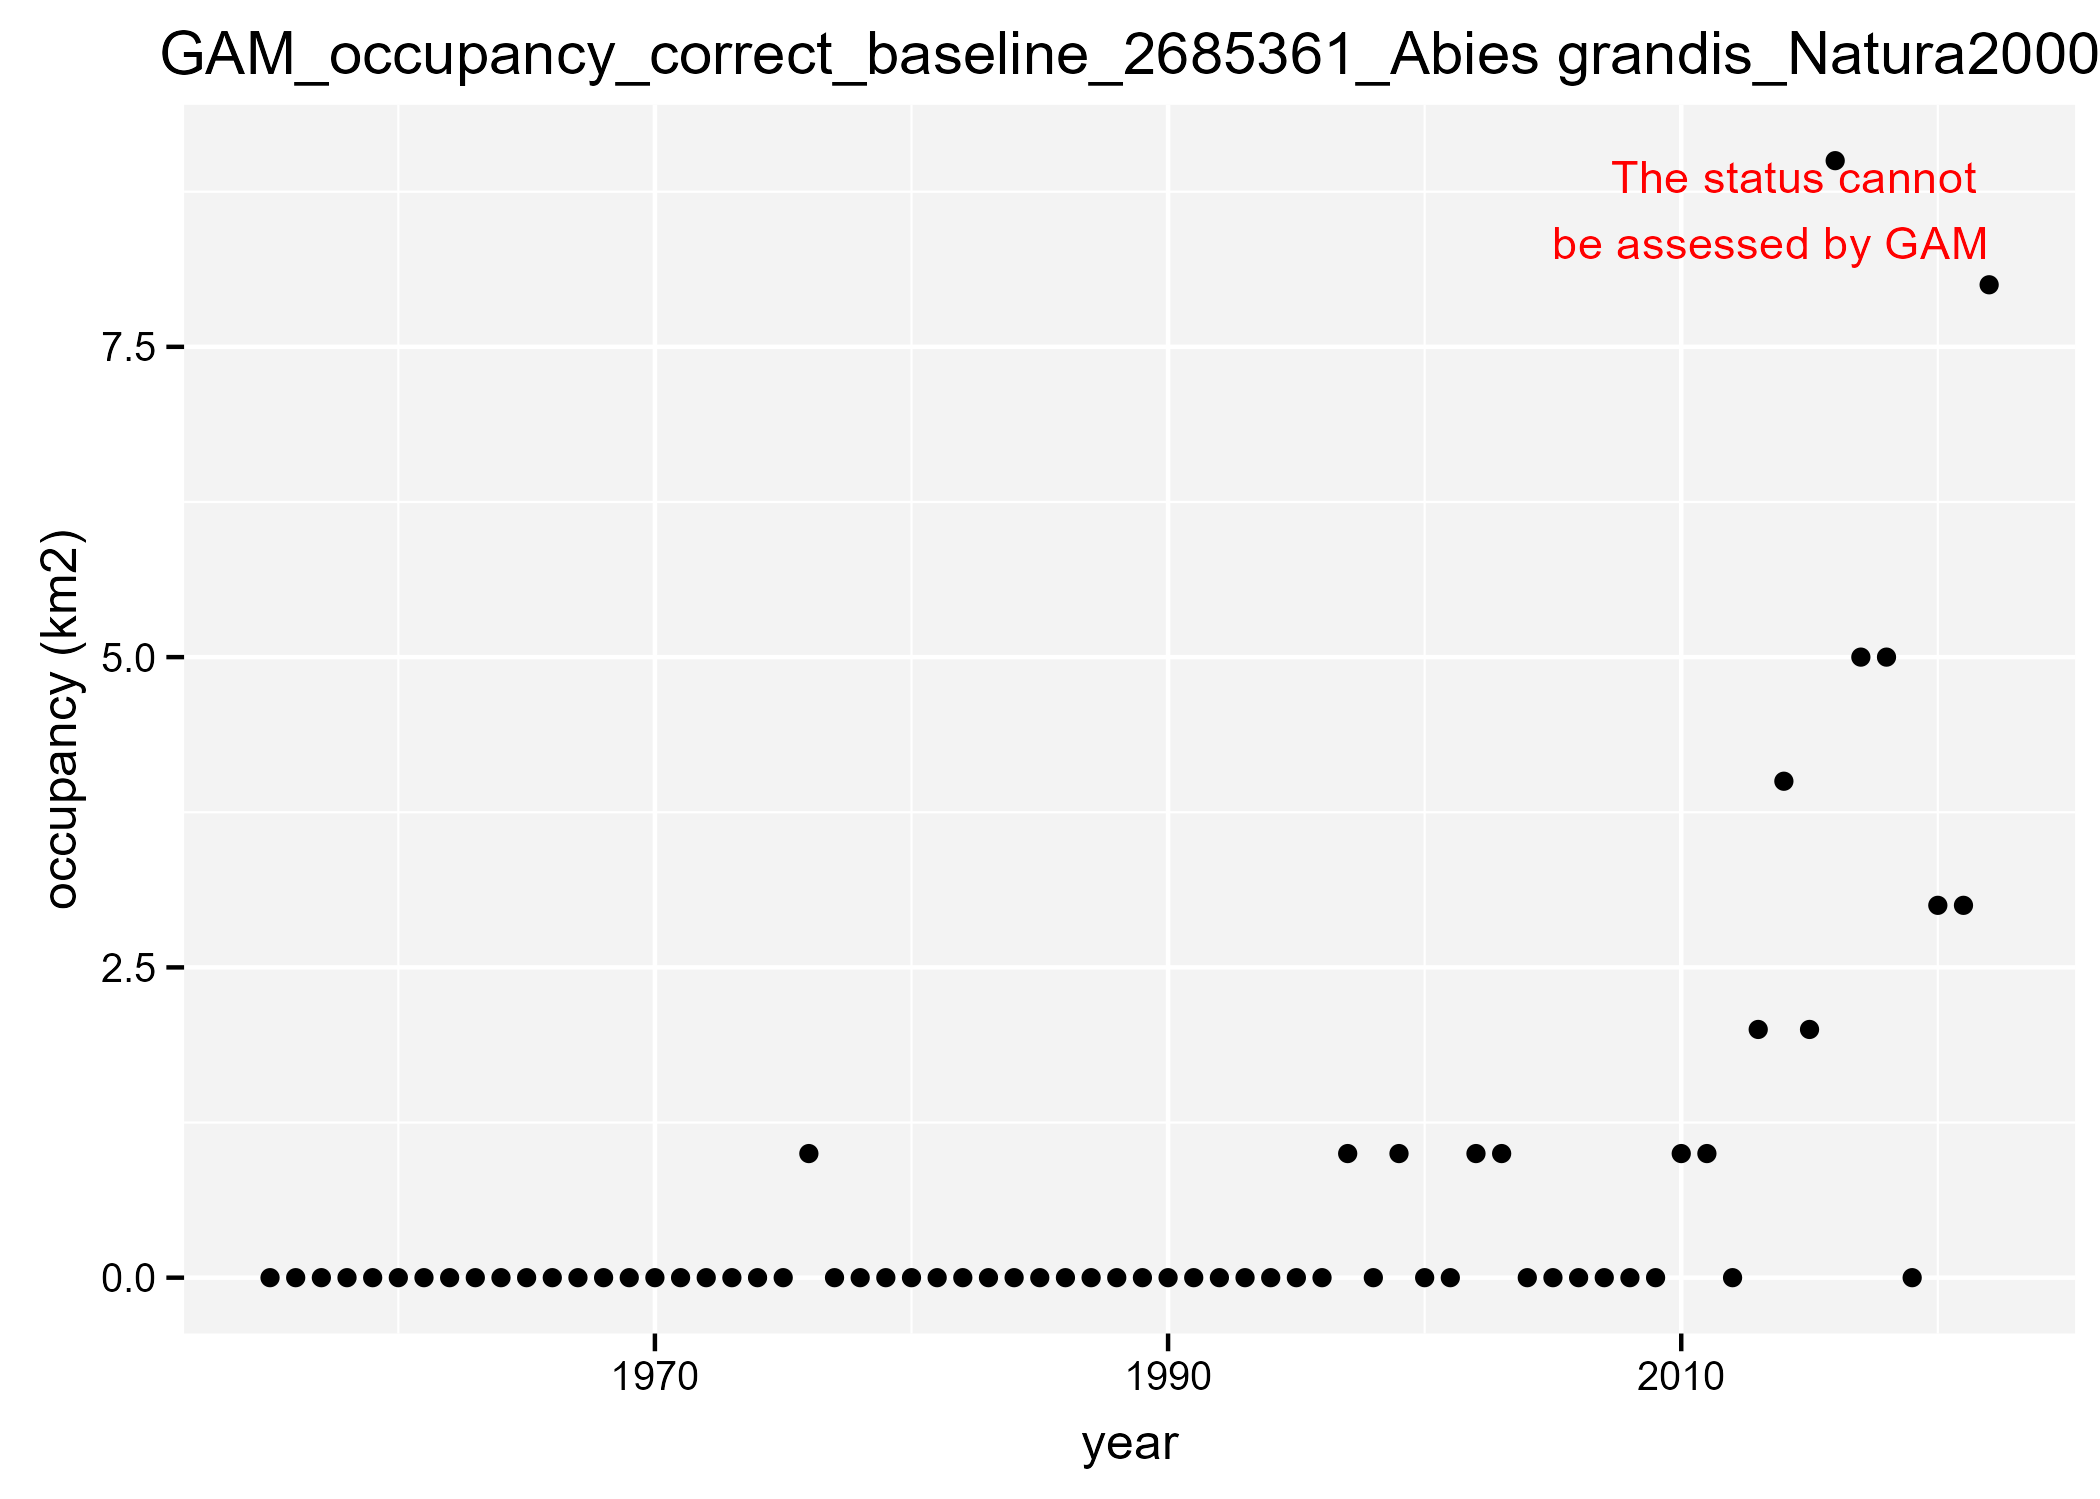 GAM_occupancy_correct_baseline_2685361_Abies grandis_Natura2000
The status cannot
be assessed by GAM
7.5
5.0
2.5
0.0
occupancy (km2)
1970 1990 2010
year